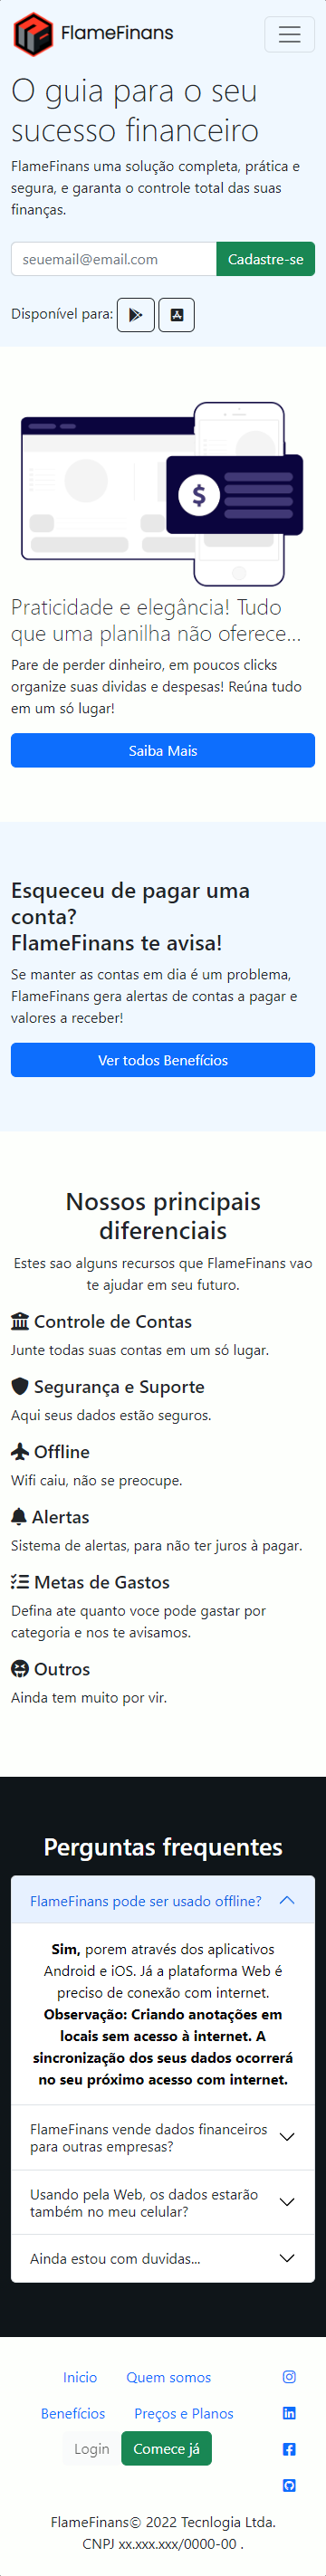 FlameFinans
O guia para o seu
sucesso financeiro
FlameFinans uma solução completa, prática e
segura, e garanta o controle total das suas
finanças.
seuemail@email.com
Cadastre-se
Disponível para:
$
Praticidade e elegância! Tudo
que uma planilha não oferece...
Pare de perder dinheiro, em poucos clicks
organize suas dividas e despesas! Reúna tudo
em um só lugar!
Saiba Mais
Esqueceu de pagar uma
conta?
FlameFinans te avisa!
Se manter as contas em dia é um problema,
FlameFinans gera alertas de contas a pagar e
valores a receber!
Ver todos Benefícios
Nossos principais
diferenciais
Estes sao alguns recursos que FlameFinans vao
te ajudar em seu futuro.
Controle de Contas
Junte todas suas contas em um só lugar.
Segurança e Suporte
Aqui seus dados estão seguros.
Offline
Wifi caiu, não se preocupe.
Alertas
Sistema de alertas, para não ter juros à pagar.
Metas de Gastos
Defina ate quanto voce pode gastar por
categoria e nos te avisamos.
Outros
Ainda tem muito por vir.
Perguntas frequentes
FlameFinans pode ser usado offline?
Sim, porem através dos aplicativos
Android e iOS. Já a plataforma Web é
preciso de conexão com internet.
Observação: Criando anotações em
locais sem acesso à internet. A
sincronização dos seus dados ocorrerá
no seu próximo acesso com internet.
FlameFinans vende dados financeiros
para outras empresas?
Usando pela Web, os dados estarão
também no meu celular?
Ainda estou com duvidas...
Inicio
Quem somos
Benefícios
Preços e Planos
Login
Comece já
FlameFinans© 2022 Tecnlogia Ltda.
CNPJ xx.xxx.xxx/0000-00 .